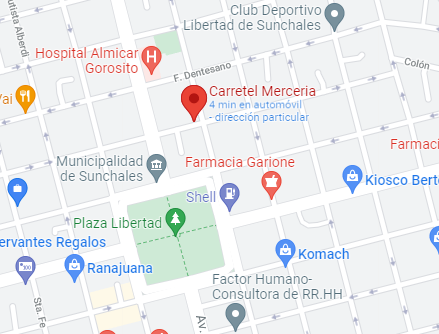 Club Deportivo
Libertad de Sunchales
Bautista Alberdi
Hospital Almicar
Gorosito
F. Dentesano
Colón
Carretel Merceria
4 min en automóvil
- dirección particular
Vai
Farmaci
Municipalidad
de Sunchales
Farmacia Garione
Kiosco Berto
Shell
Plaza Libertad
ervantes Regalos
Ranajuana
Komach
Factor Humano-
Consultora de RR.HH
Sta. Fe
Av.